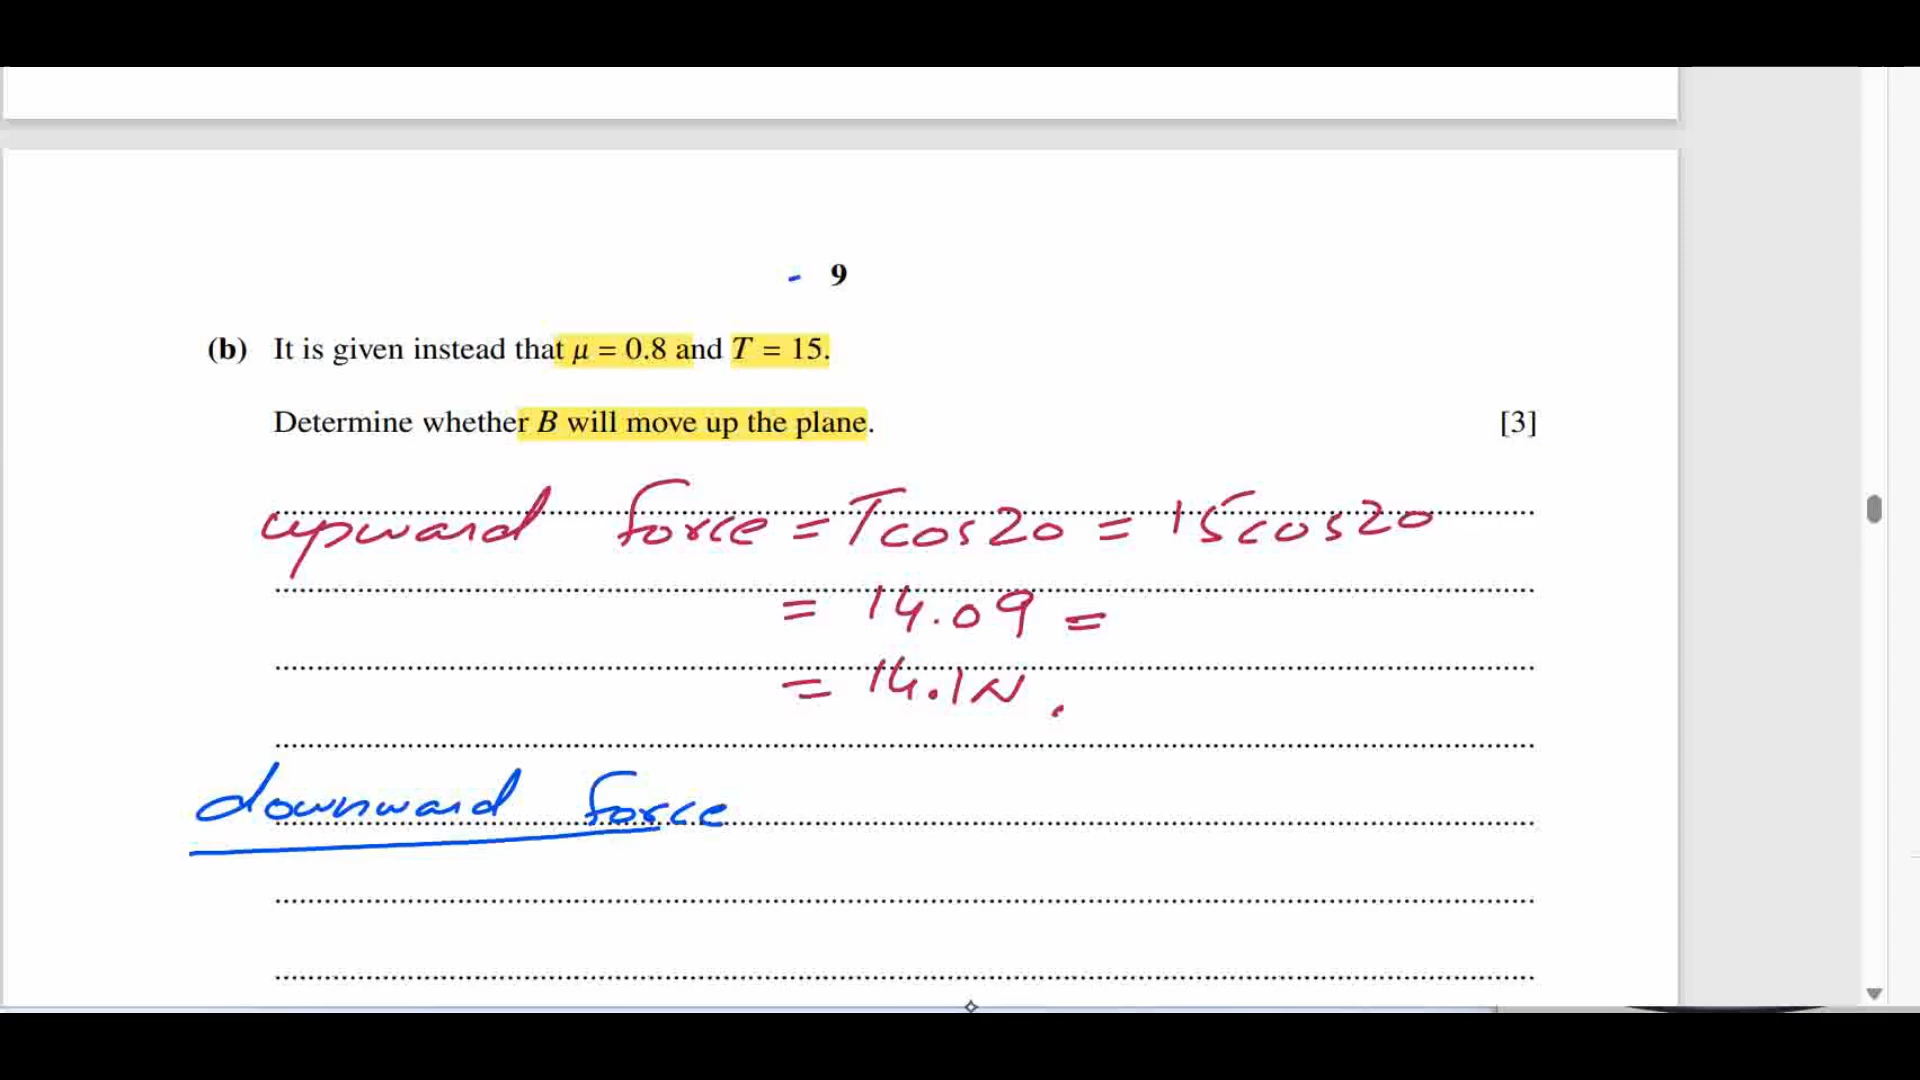 9
(b) It is given instead that μ = 0.8 and T = 15.
Determine whether B will move up the plane. [3]
upward force = Tcos20 = 15cos20
= 14.09 =
= 14.1N.
downward force